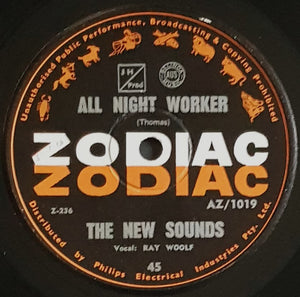 Unauthorised Public Performance, Broadcasting & Copying Prohibited
J H
Prod
AUS
ALL NIGHT WORKER
(Thomas)
ZODIAC
ZODIAC
Z-236
AZ/1019
THE NEW SOUNDS
Vocal: RAY WOOLF
45
Distributed by Philips Electrical Industries Pty. Ltd.